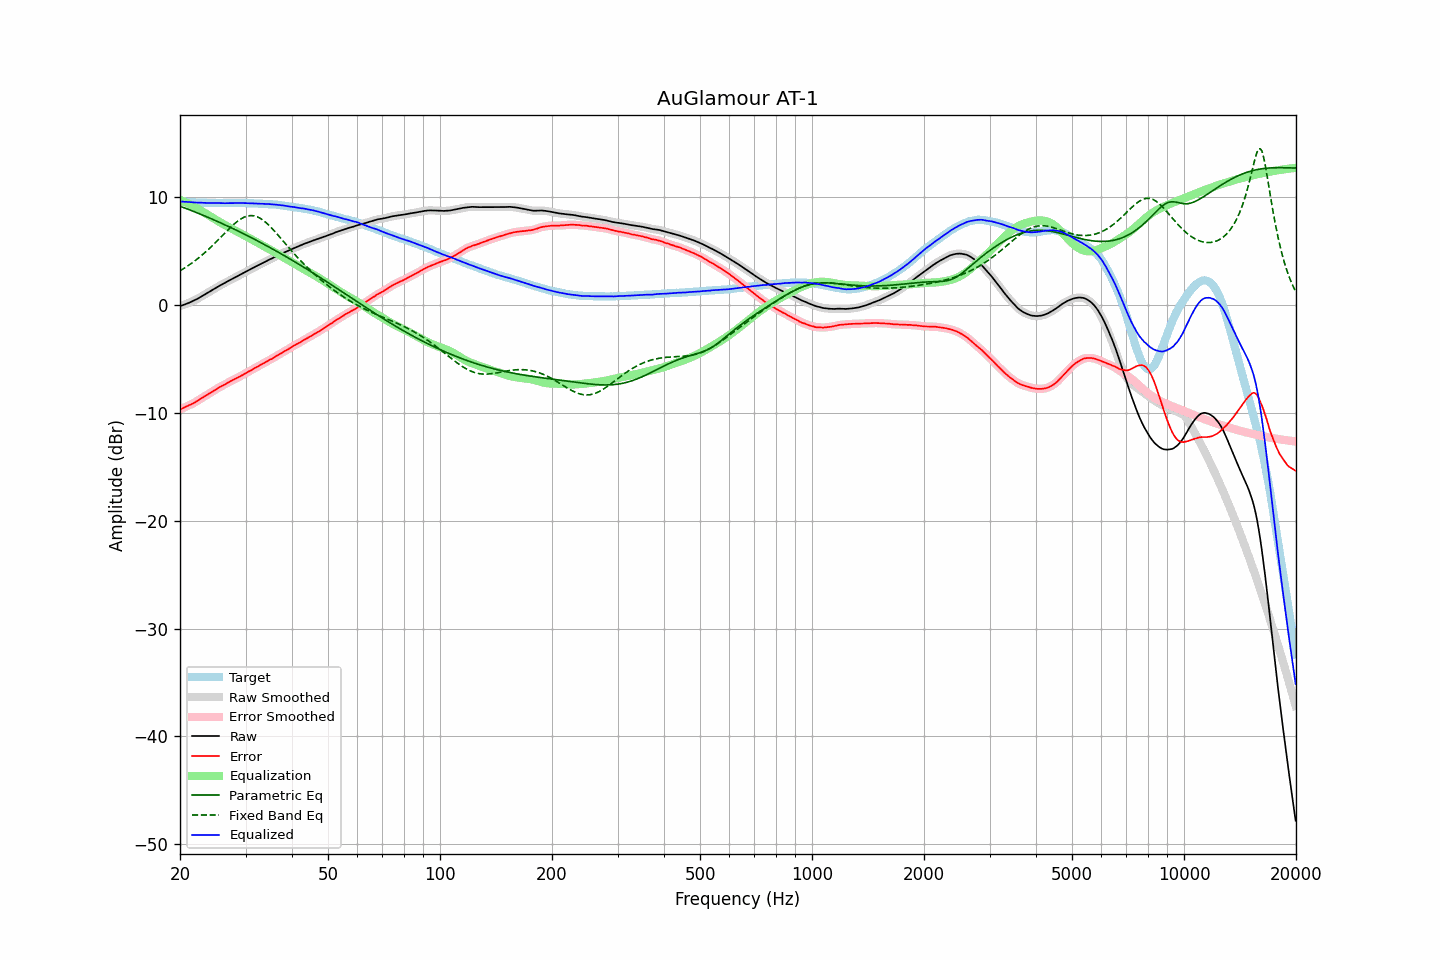 AuGlamour AT-1
Amplitude (dBr)
10
0
−10
−20
−30
−40
−50
Target
Raw Smoothed
Error Smoothed
Raw
Error
Equalization
Parametric Eq
Fixed Band Eq
Equalized
20 50 100 200 500 1000 2000 5000 10000 20000
Frequency (Hz)